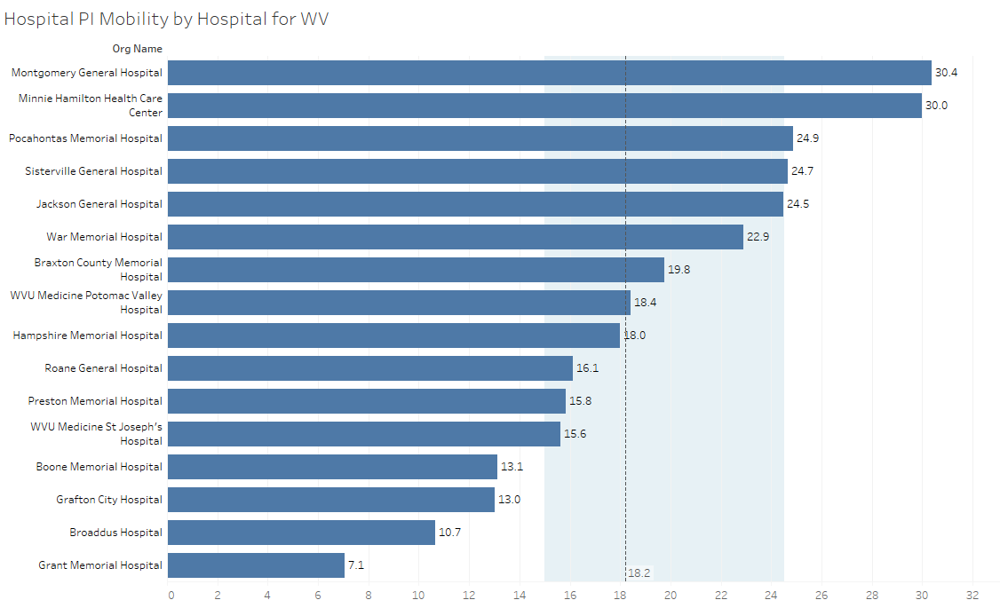 Hospital PI Mobility by Hospital for WV
Org Name
Montgomery General Hospital 30.4
Minnie Hamilton Health Care
Center 30.0
Pocahontas Memorial Hospital 24.9
Sisterville General Hospital 24.7
Jackson General Hospital 24.5
War Memorial Hospital 22.9
Braxton County Memorial
Hospital 19.8
WVU Medicine Potomac Valley
Hospital 18.4
Hampshire Memorial Hospital 18.0
Roane General Hospital 16.1
Preston Memorial Hospital 15.8
WVU Medicine St Joseph's
Hospital 15.6
Boone Memorial Hospital 13.1
Grafton City Hospital 13.0
Broaddus Hospital 10.7
Grant Memorial Hospital 7.1
18.2
0 2 4 6 8 10 12 14 16 18 20 22 24 26 28 30 32